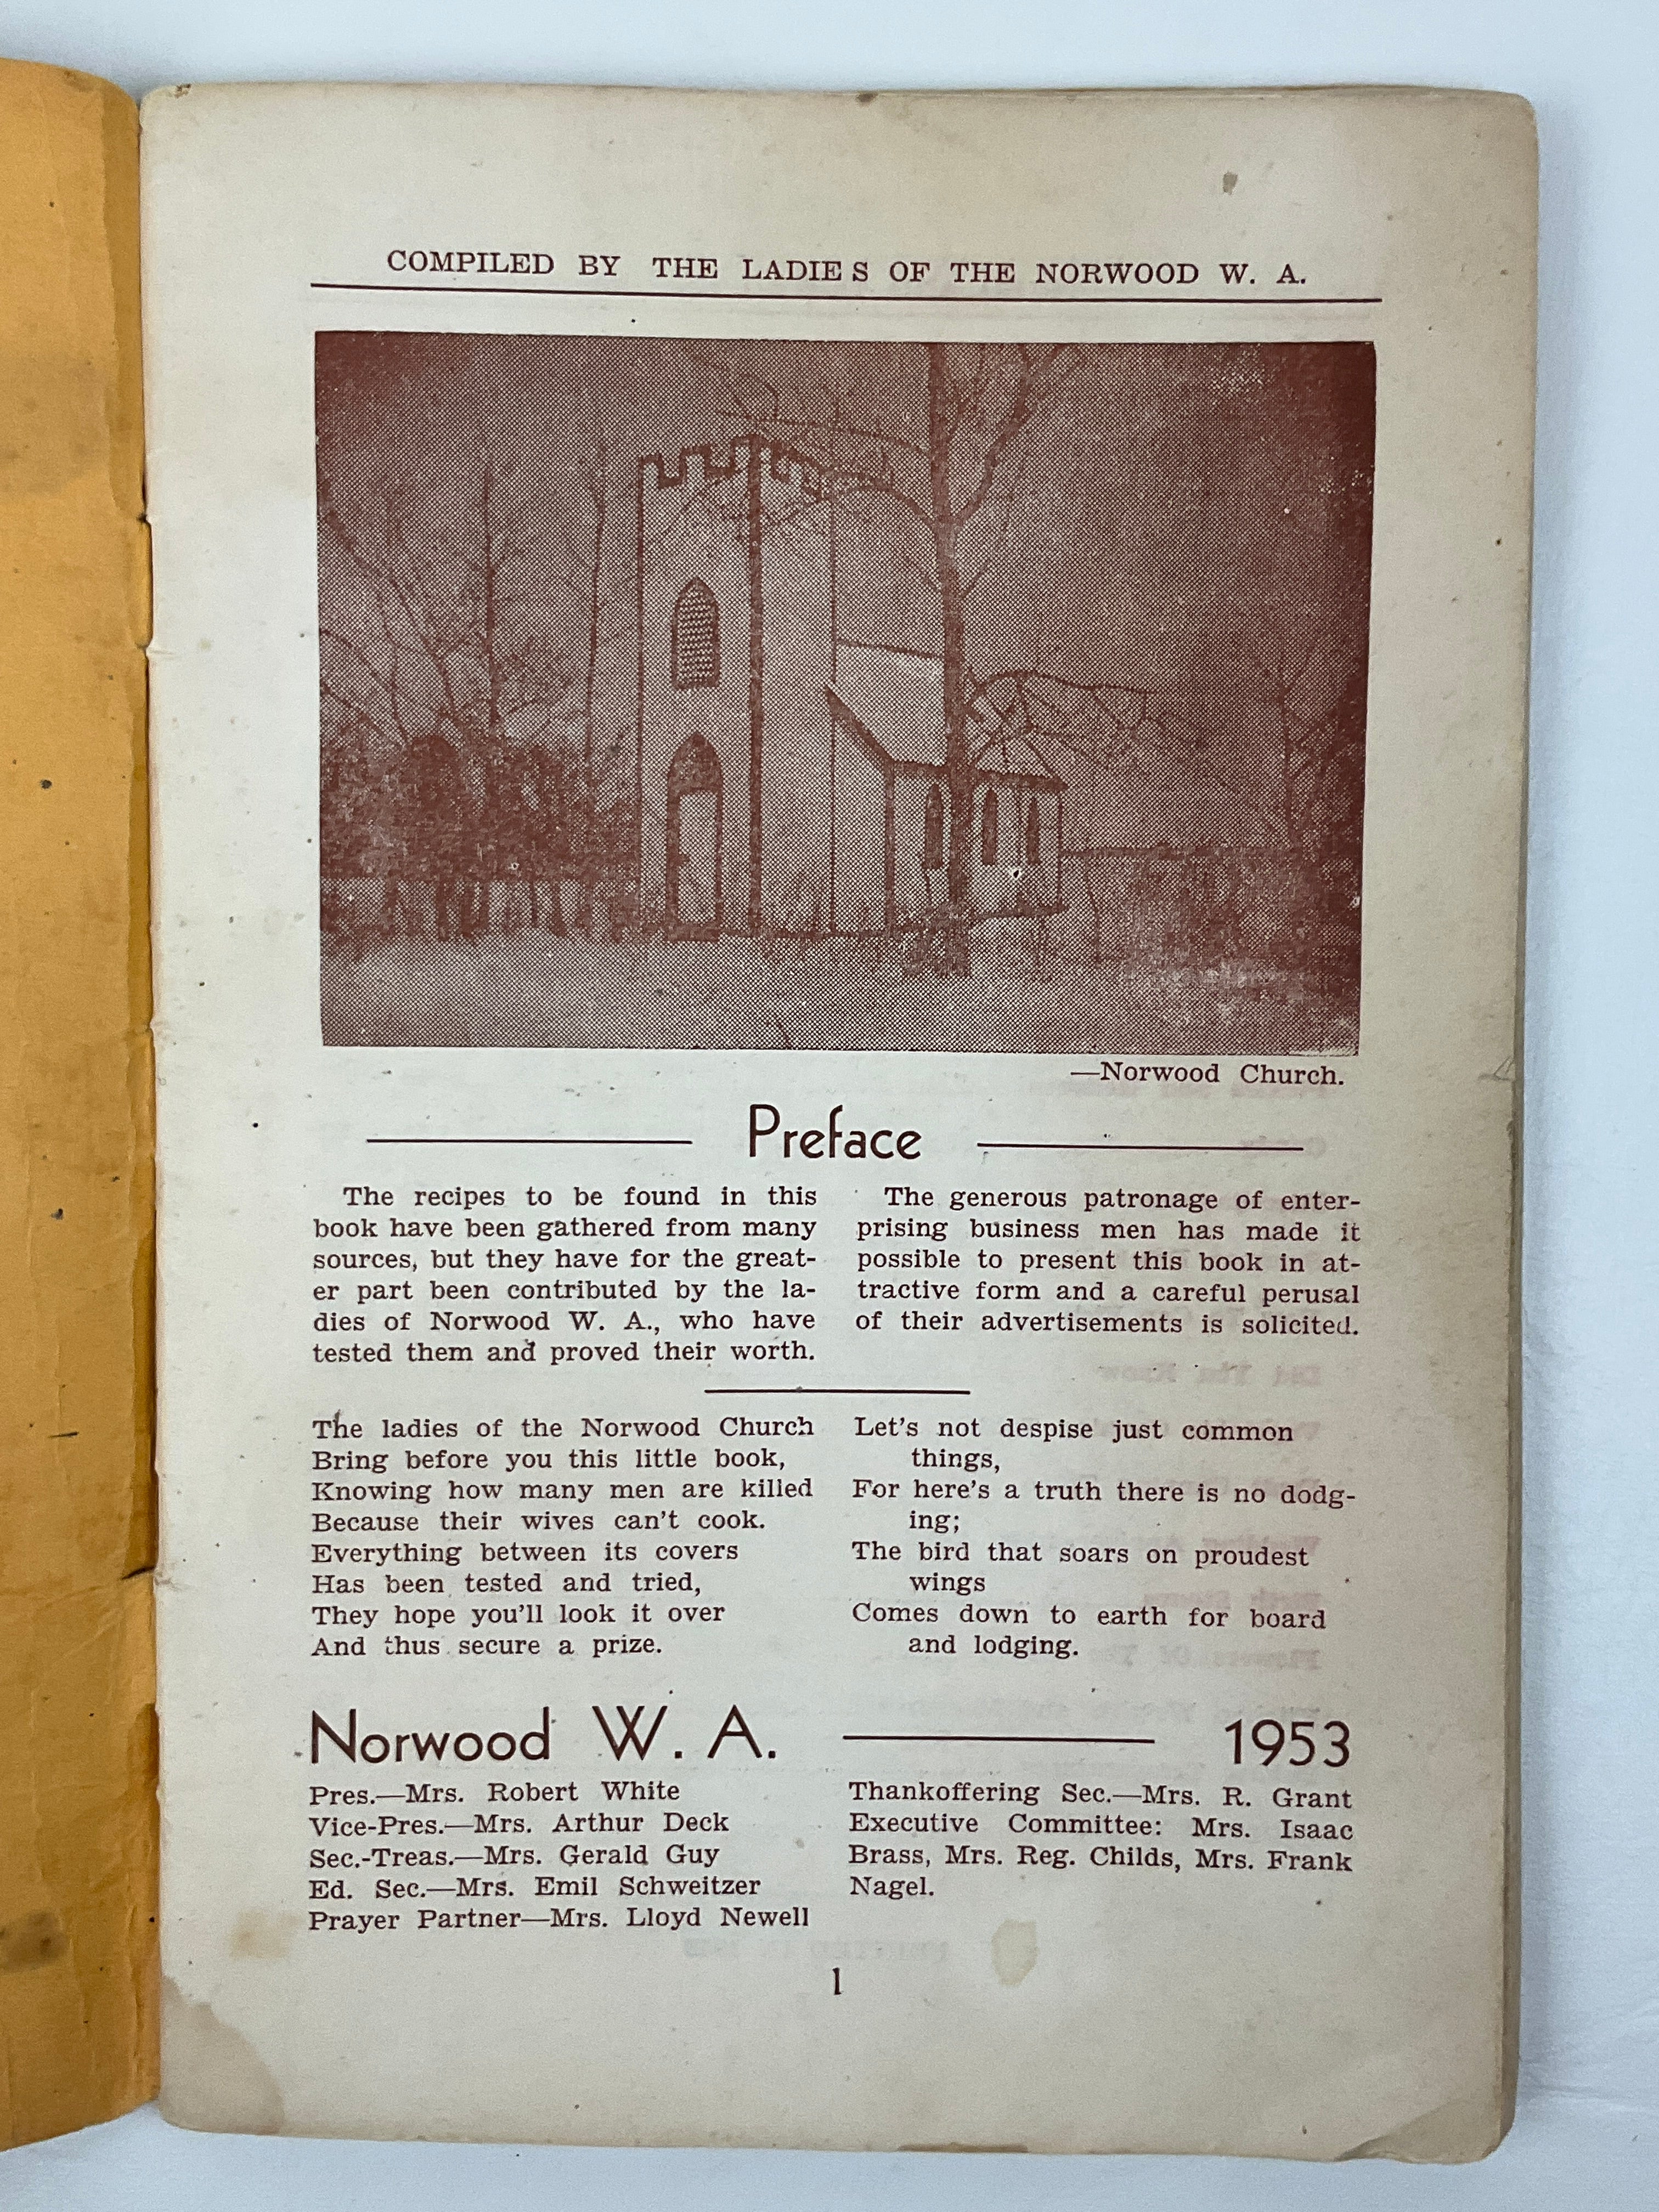 COMPILED BY THE LADIES OF THE NORWOOD W. A.
—Norwood Church.
Preface
The recipes to be found in this
book have been gathered from many
sources, but they have for the great-
er part been contributed by the la-
dies of Norwood W. A., who have
tested them and proved their worth.
The generous patronage of enter-
prising business men has made it
possible to present this book in at-
tractive form and a careful perusal
of their advertisements is solicited.
The ladies of the Norwood Church
Bring before you this little book,
Knowing how many men are killed
Because their wives can't cook.
Everything between its covers
Has been tested and tried,
They hope you'll look it over
And thus secure a prize.
Let's not despise just common
things,
For here's a truth there is no dodg-
ing;
The bird that soars on proudest
wings
Comes down to earth for board
and lodging.
Norwood W. A. 1953
Pres.—Mrs. Robert White
Vice-Pres.—Mrs. Arthur Deck
Sec.-Treas.—Mrs. Gerald Guy
Ed. Sec.—Mrs. Emil Schweitzer
Prayer Partner—Mrs. Lloyd Newell
Thankoffering Sec.—Mrs. R. Grant
Executive Committee: Mrs. Isaac
Brass, Mrs. Reg. Childs, Mrs. Frank
Nagel.
1